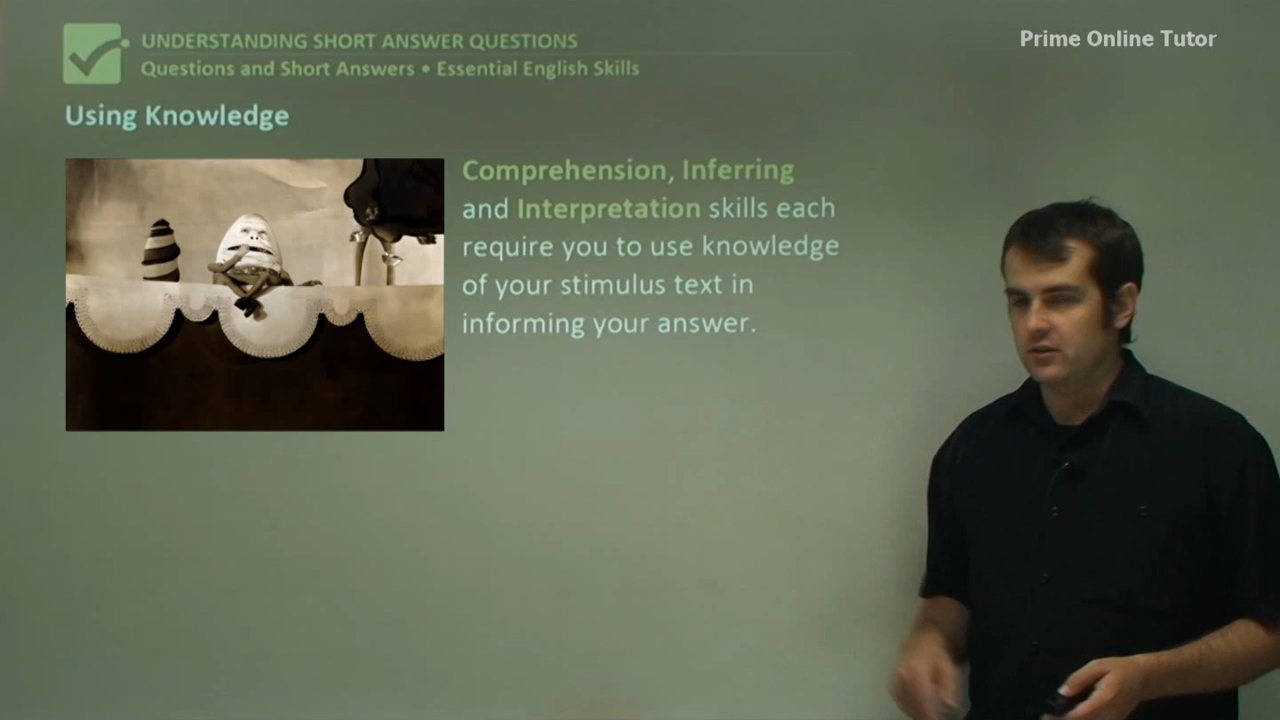 UNDERSTANDING SHORT ANSWER QUESTIONS
Questions and Short Answers • Essential English Skills
Prime Online Tutor
Using Knowledge
Comprehension, Inferring
and Interpretation skills each
require you to use knowledge
of your stimulus text in
informing your answer.